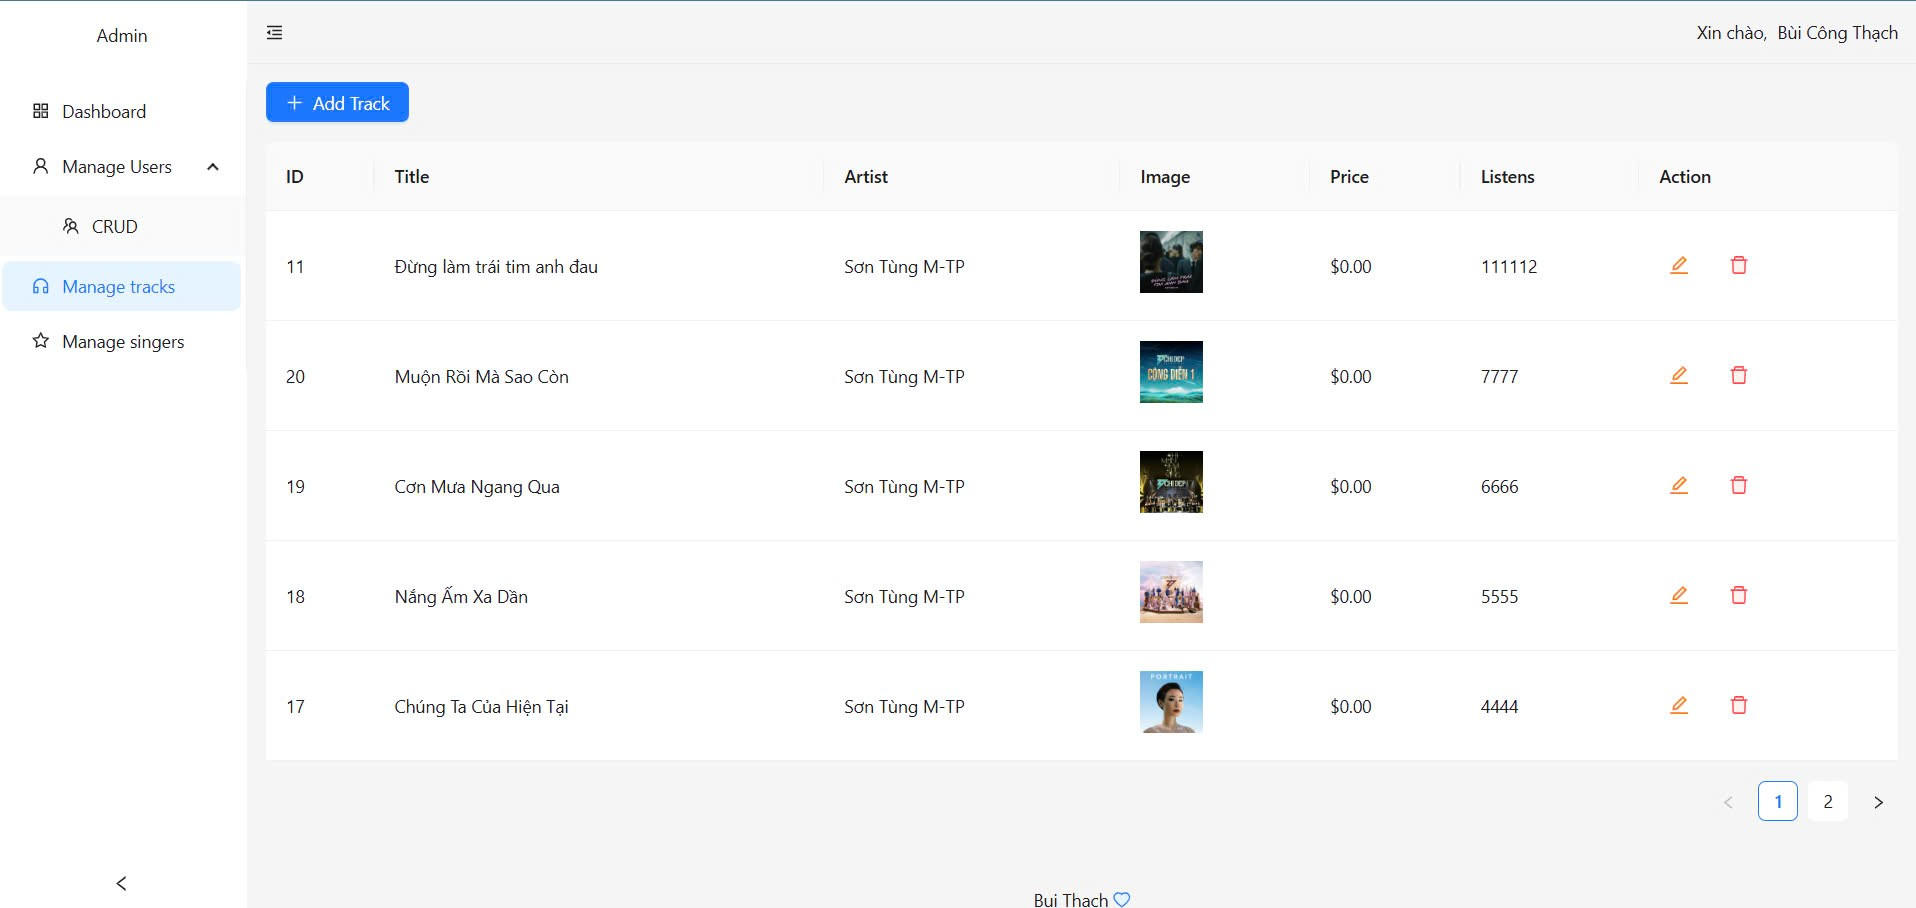 Admin
Xin chào, Bùi Công Thạch
Dashboard
Manage Users
CRUD
Manage tracks
Manage singers
Add Track
ID Title Artist Image Price Listens Action
11 Đừng làm trái tim anh đau Sơn Tùng M-TP $0.00 111112
20 Muộn Rồi Mà Sao Còn Sơn Tùng M-TP $0.00 7777
CÔNG DIỄN 1
19 Cơn Mưa Ngang Qua Sơn Tùng M-TP $0.00 6666
18 Nắng Ấm Xa Dần Sơn Tùng M-TP $0.00 5555
17 Chúng Ta Của Hiện Tại Sơn Tùng M-TP $0.00 4444
PORTRAIT
1 2
Bui Thach